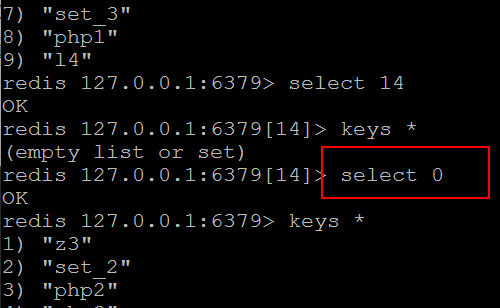 7) "set_3"
8) "php1"
9) "l4"
redis 127.0.0.1:6379> select 14
OK
redis 127.0.0.1:6379[14]> keys *
(empty list or set)
redis 127.0.0.1:6379[14]> select 0
OK
redis 127.0.0.1:6379> keys *
1) "z3"
2) "set_2"
3) "php2"